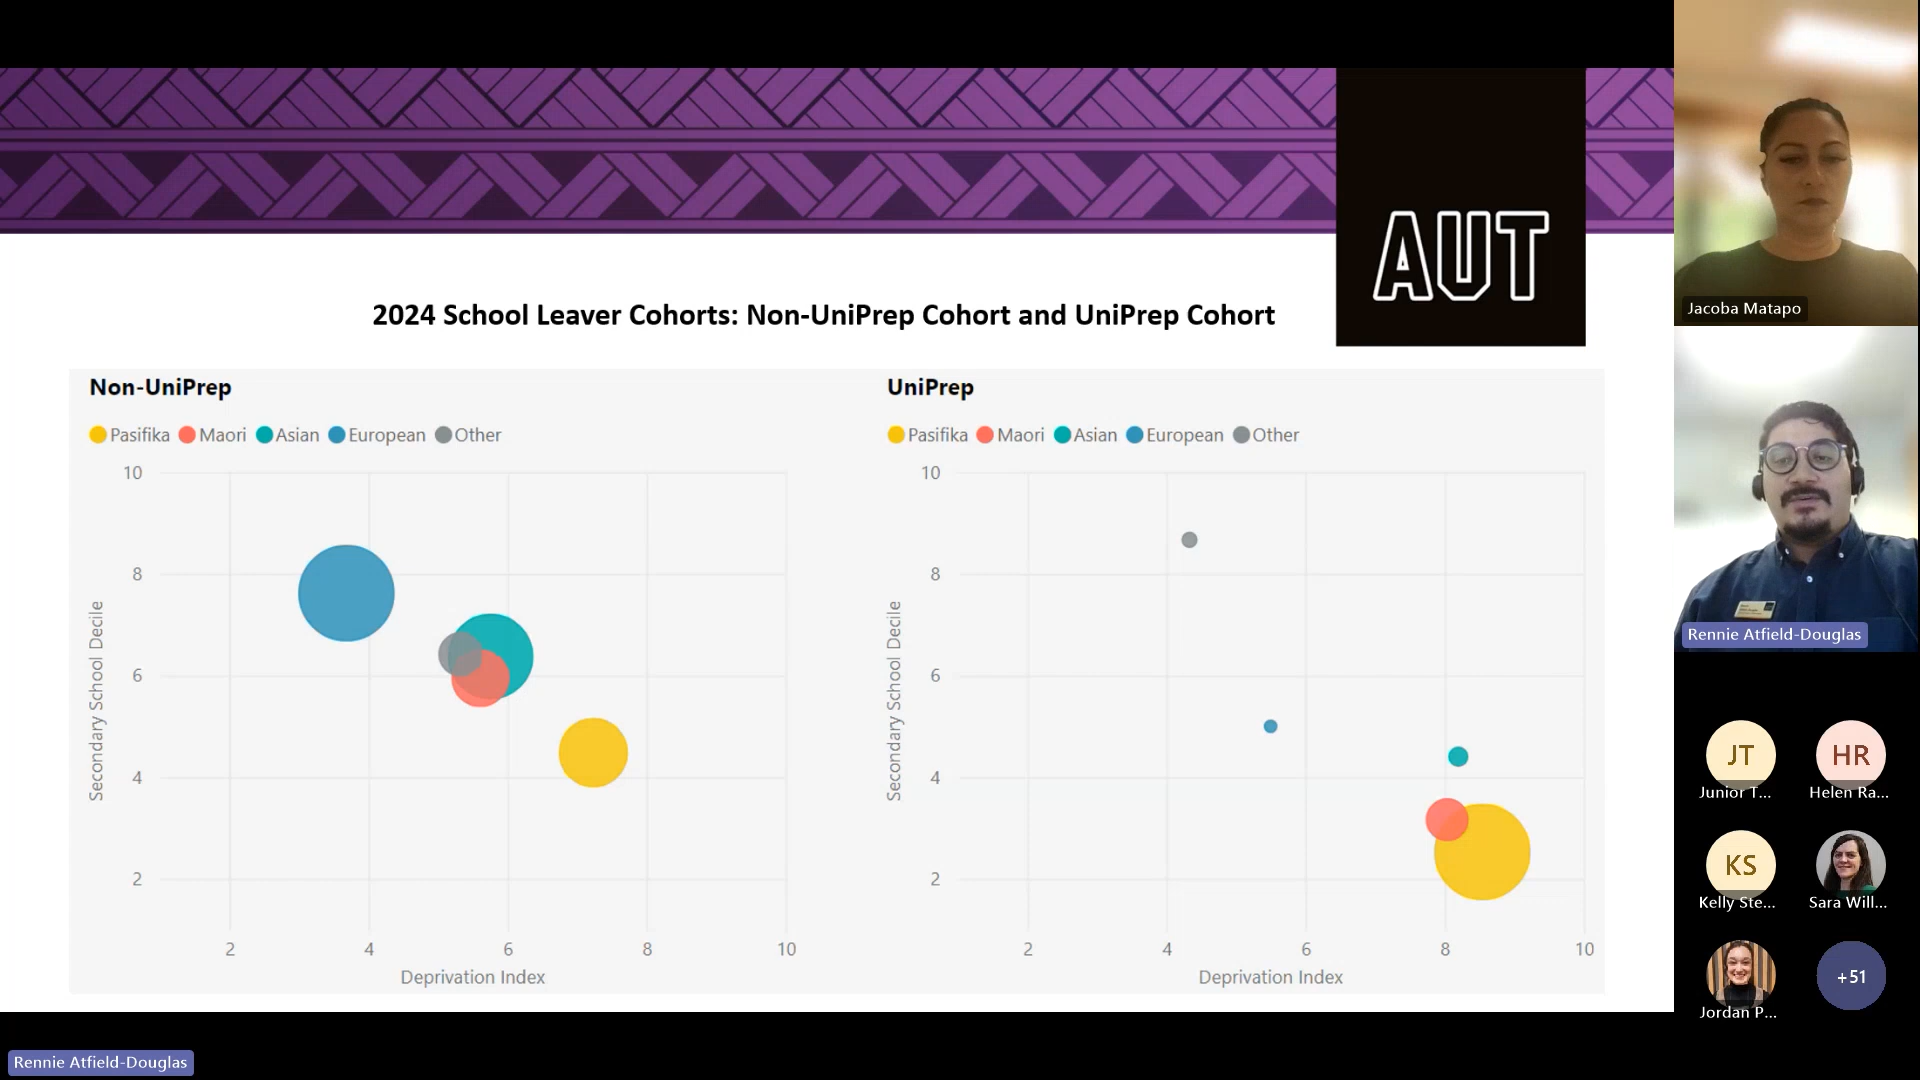 AUT
2024 School Leaver Cohorts: Non-UniPrep Cohort and UniPrep Cohort
Non-UniPrep
Pasifika Maori Asian European Other
10
8
6
4
2
Secondary School Decile
2 4 6 8 10
Deprivation Index
UniPrep
Pasifika Maori Asian European Other
10
8
6
4
2
Secondary School Decile
2 4 6 8 10
Deprivation Index
Rennie Atfield-Douglas
Jacoba Matapo
Rennie Atfield-Douglas
JT
HR
Junior T...
Helen Ra...
KS
Kelly Ste...
Sara Will...
+51
Jordan P...